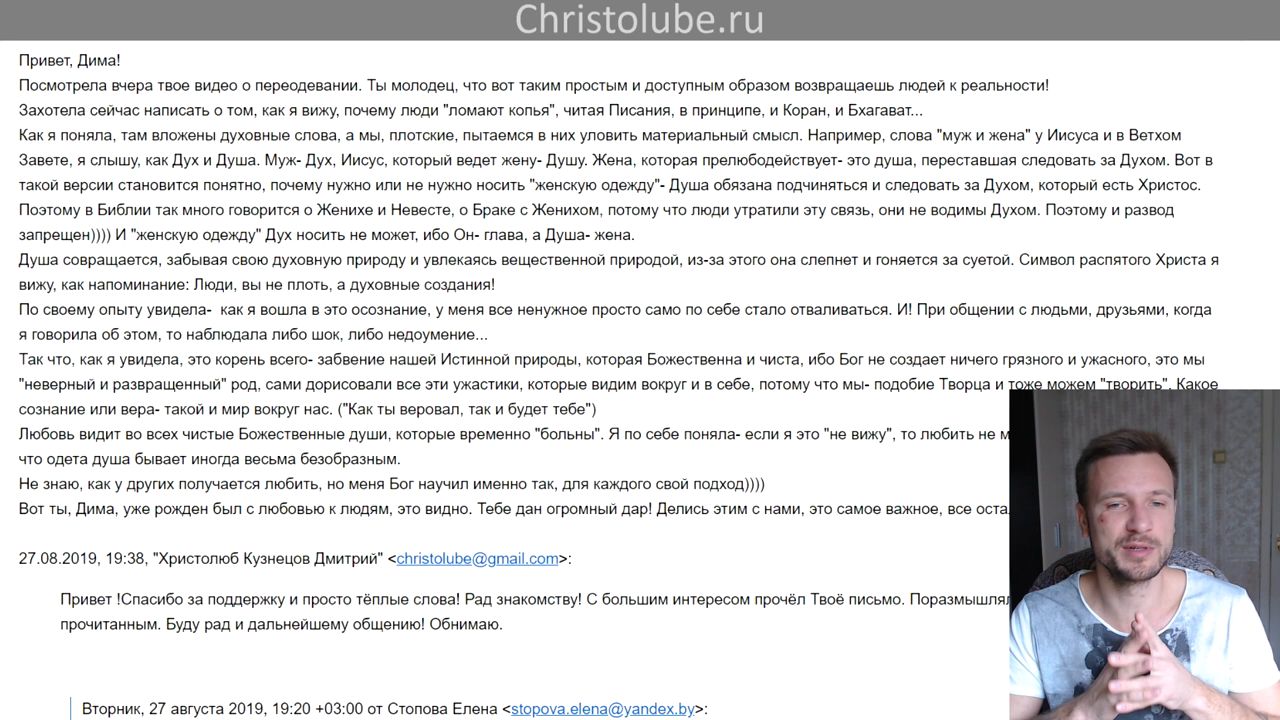 Christolube.ru
Привет, Дима!
Посмотрела вчера твое видео о переодевании. Ты молодец, что вот таким простым и доступным образом возвращаешь людей к реальности!
Захотела сейчас написать о том, как я вижу, почему люди "ломают копья", читая Писания, в принципе, и Коран, и Бхагават...
Как я поняла, там вложены духовные слова, а мы, плотские, пытаемся в них уловить материальный смысл. Например, слова "муж и жена" у Иисуса и в Ветхом
Завете, я слышу, как Дух и Душа. Муж- Дух, Иисус, который ведет жену- Душу. Жена, которая прелюбодействует- это душа, переставшая следовать за Духом. Вот в
такой версии становится понятно, почему нужно или не нужно носить "женскую одежду"- Душа обязана подчиняться и следовать за Духом, который есть Христос.
Поэтому в Библии так много говорится о Женихе и Невесте, о Браке с Женихом, потому что люди утратили эту связь, они не водимы Духом. Поэтому и развод
запрещен)))) И "женскую одежду" Дух носить не может, ибо Он- глава, а Душа- жена.
Душа совращается, забывая свою духовную природу и увлекаясь вещественной природой, из-за этого она слепнет и гоняется за суетой. Символ распятого Христа я
вижу, как напоминание: Люди, вы не плоть, а духовные создания!
По своему опыту увидела- как я вошла в это осознание, у меня все ненужное просто само по себе стало отваливаться. И! При общении с людьми, друзьями, когда
я говорила об этом, то наблюдала либо шок, либо недоумение...
Так что, как я увидела, это корень всего- забвение нашей Истинной природы, которая Божественна и чиста, ибо Бог не создает ничего грязного и ужасного, это мы
"неверный и развращенный" род, сами дорисовали все эти ужастики, которые видим вокруг и в себе, потому что мы- подобие Творца и тоже можем "творить". Какое
сознание или вера- такой и мир вокруг нас. ("Как ты веровал, так и будет тебе")
Любовь видит во всех чистые Божественные души, которые временно "больны". Я по себе поняла- если я это "не вижу", то любить не
что одета душа бывает иногда весьма безобразным.
Не знаю, как у других получается любить, но меня Бог научил именно так, для каждого свой подход))))
Вот ты, Дима, уже рожден был с любовью к людям, это видно. Тебе дан огромный дар! Делись этим с нами, это самое важное, все
27.08.2019, 19:38, "Христолюб Кузнецов Дмитрий" <christolube@gmail.com>:
Привет !Спасибо за поддержку и просто тёплые слова! Рад знакомству! С большим интересом прочёл Твоё письмо.
прочитанным. Буду рад и дальнейшему общению! Обнимаю.
Вторник, 27 августа 2019, 19:20 +03:00 от Стопова Елена <stopova.elena@yandex.by>: